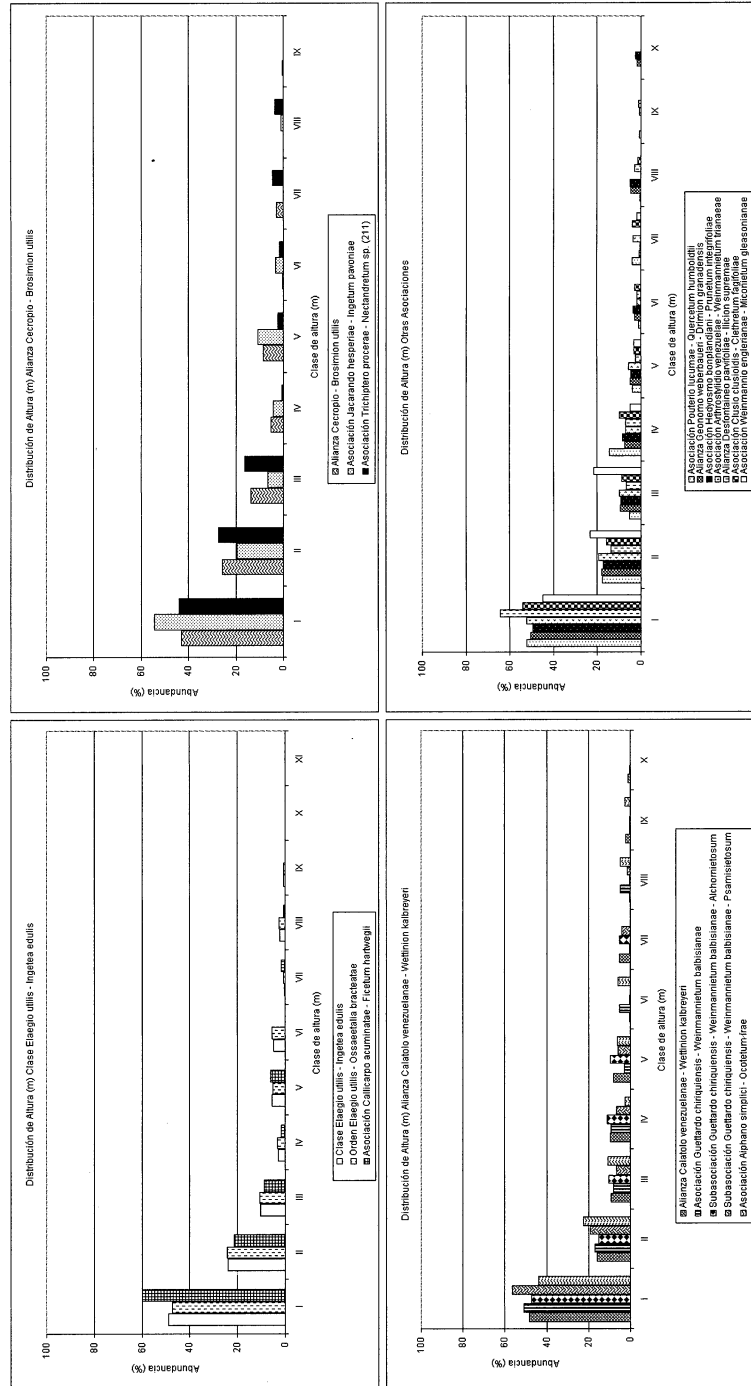 Distribución de Altura (m) Clase Elaegio utilis - Ingetea edulis
Abundancia (%)
100
80
60
40
20
0
I II III IV V VI VII VIII IX X XI
Clase de altura (m)
Clase Elaegio utilis - Ingetea edulis
Orden Elaegio utilis - Ossaeetalia bracteatae
Asociación Callicarpo acuminatae - Ficetum hartwegii
Distribución de Altura (m) Alianza Cecropio - Brosimion utilis
Abundancia (%)
100
80
60
40
20
0
I II III IV V VI VII VIII IX
Clase de altura (m)
Alianza Cecropio - Brosimion utilis
Asociación Jacarando hesperiae - Ingetum pavoniae
Asociación Trichiptero procerae - Nectandretum sp. (211)
Distribución de Altura (m) Alianza Calatolo venezuelanae - Wettinion kalbreyeri
Abundancia (%)
100
80
60
40
20
0
I II III IV V VI VII VIII IX X
Clase de altura (m)
Alianza Calatolo venezuelanae - Wettinion kalbreyeri
Asociación Guettardo chiriquiensis - Weinmannietum balbisianae
Subasociación Guettardo chiriquiensis - Weinmannietum balbisianae - Alchornietosum
Subasociación Guettardo chiriquiensis - Weinmannietum balbisianae - Psamisietosum
Asociación Aiphano simplici - Ocotetum-Irae
Distribución de Altura (m) Otras Asociaciones
Abundancia (%)
100
80
60
40
20
0
I II III IV V VI VII VIII IX X
Clase de altura (m)
Asociación Pouterio lucumae - Quercetum humboldtii
Alianza Geonomo weberbaueri - Drimion granadensis
Asociación Hedyosmo bonplandiani - Prunetum integrifoliae
Asociación Arthrostylidio venezuelae - Weinmannietum trianaeae
Alianza Desfontaineo parvifoliae - Ilicion supremae
Asociación Clusio clusioidis - Clethretum fagifoliae
Asociación Weinmannio englerianae - Miconietum gleasonianae